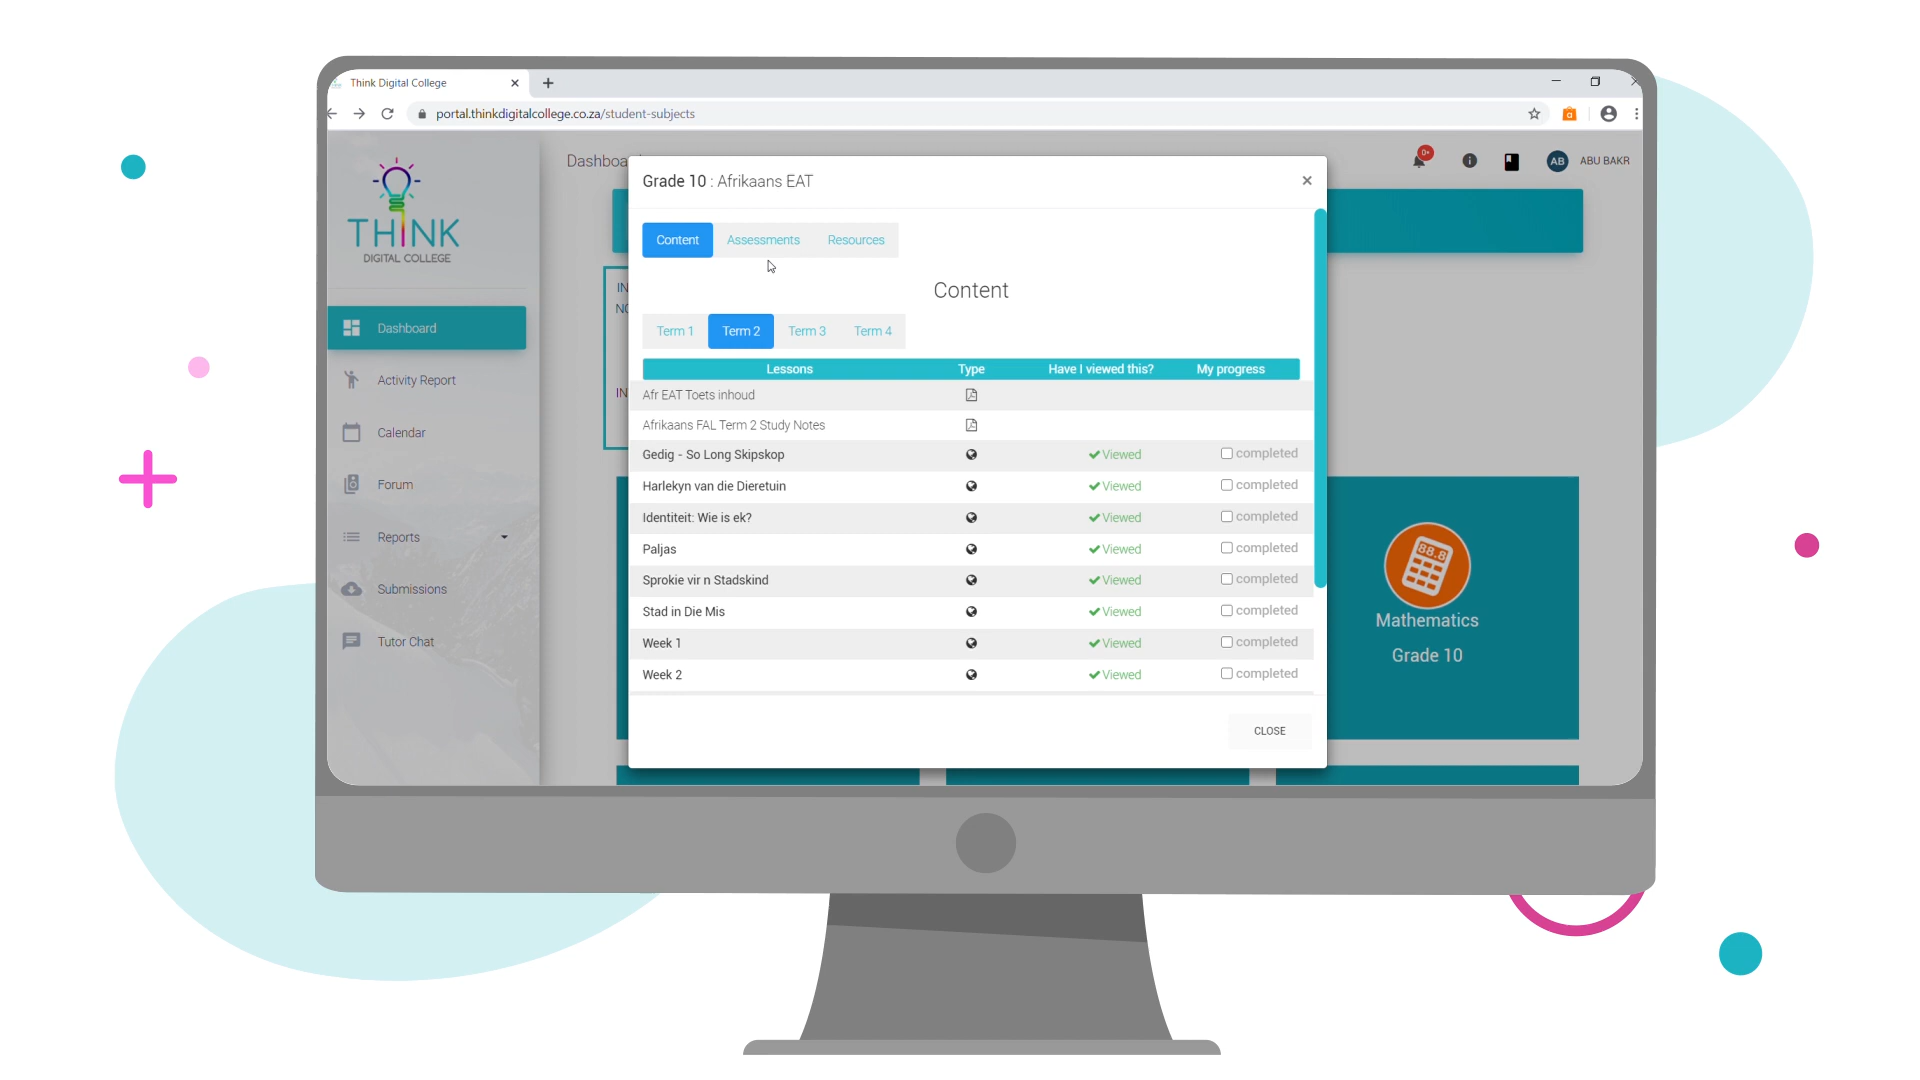 Think Digital College
portal.thinkdigitalcollege.co.za/student-subjects
THINK
DIGITAL COLLEGE
Dashboard
Activity Report
Calendar
Forum
Reports
Submissions
Tutor Chat
0+
AB ABU BAKR
Grade 10 : Afrikaans EAT
Content Assessments Resources
Content
Term 1 Term 2 Term 3 Term 4
Lessons Type Have I viewed this? My progress
Afr EAT Toets inhoud
Afrikaans FAL Term 2 Study Notes
Gedig - So Long Skipskop Viewed completed
Harlekyn van die Dieretuin Viewed completed
Identiteit: Wie is ek? Viewed completed
Paljas Viewed completed
Sprokie vir n Stadskind Viewed completed
Stad in Die Mis Viewed completed
Week 1 Viewed completed
Week 2 Viewed completed
CLOSE
88.8
Mathematics
Grade 10